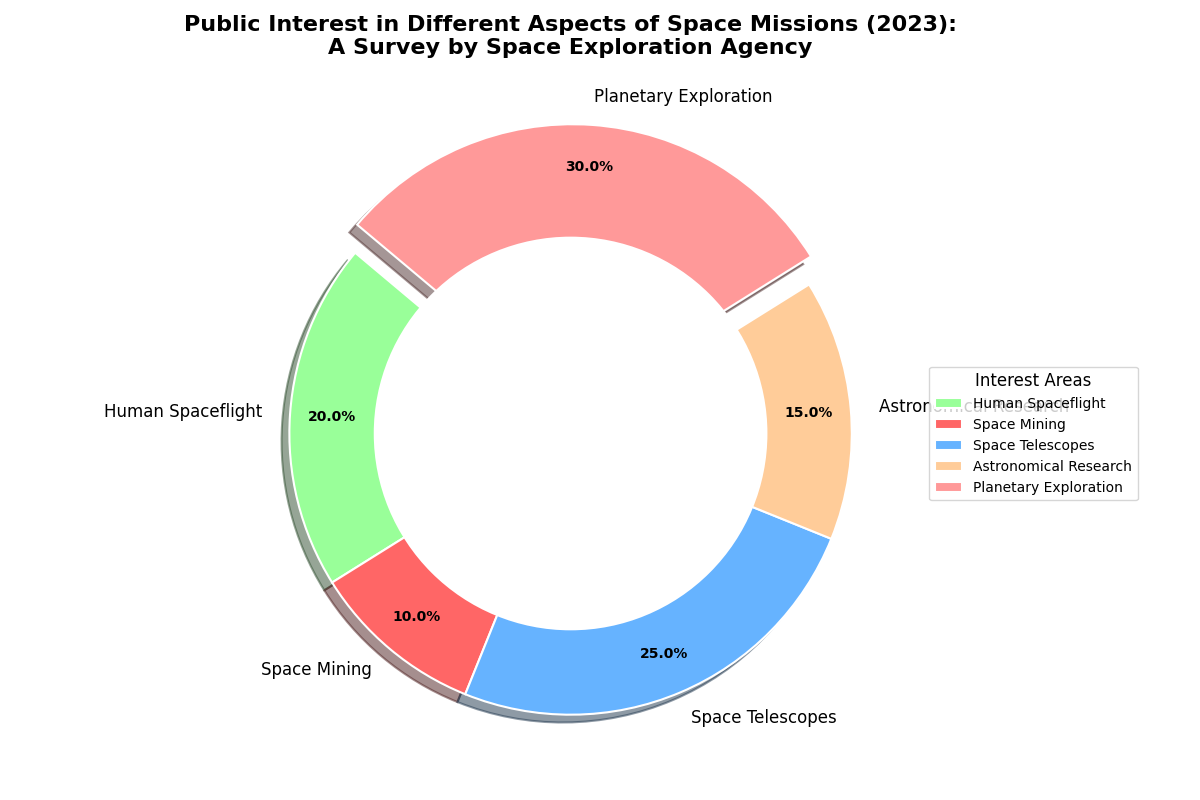 Public Interest in Different Aspects of Space Missions (2023):
A Survey by Space Exploration Agency
Planetary Exploration
30.0%
Human Spaceflight
20.0%
15.0%
Astronomical Research
Interest Areas
Human Spaceflight
Space Mining
Space Telescopes
Astronomical Research
Planetary Exploration
10.0%
Space Mining
25.0%
Space Telescopes